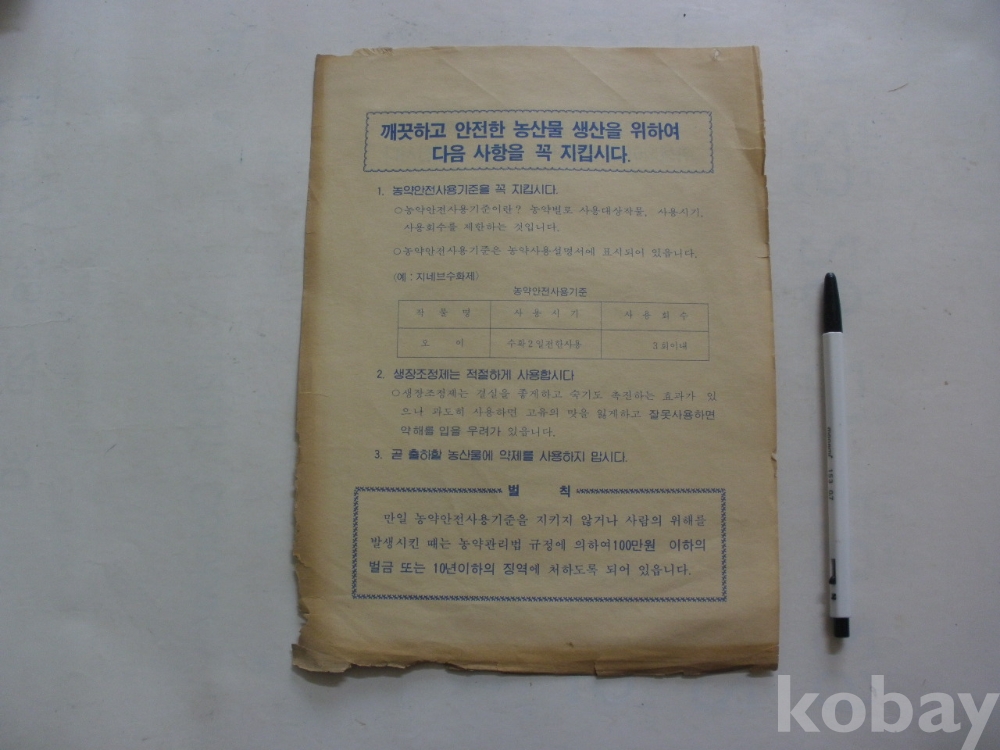 깨끗하고 안전한 농산물 생산을 위하여
다음 사항을 꼭 지킵시다.
1. 농약안전사용기준을 꼭 지킵시다.
○농약안전사용기준이란? 농약별로 사용대상작물, 사용시기,
사용회수를 제한하는 것입니다.
○농약안전사용기준은 농약사용설명서에 표시되어 있읍니다.
(예 : 지네브수화제)
농약안전사용기준
작 물 명 사 용 시 기 사 용 회 수
오 이 수확2일전한사용 3회이내
2. 생장조정제는 적절하게 사용합시다
○생장조정제는 결실을 좋게하고 숙기도 촉진하는 효과가 있
으나 과도히 사용하면 고유의 맛을 잃게하고 잘못사용하면
약해를 입을 우려가 있읍니다.
3. 곧 출하할 농산물에 약제를 사용하지 맙시다.
벌 칙
만일 농약안전사용기준을 지키지 않거나 사람의 위해를
발생시킨 때는 농약관리법 규정에 의하여100만원 이하의
벌금 또는 10년이하의 징역에 처하도록 되어 있읍니다.
kobay